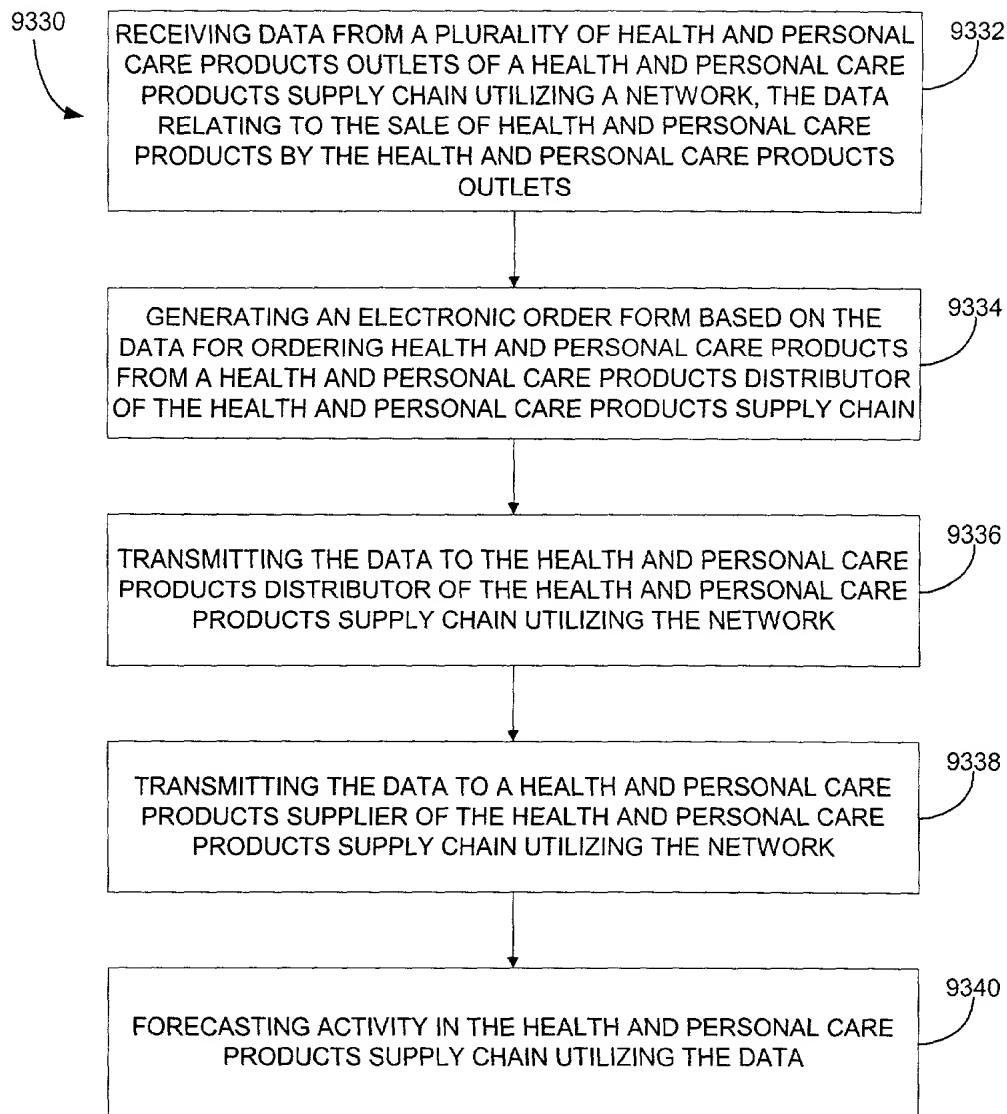 9330
RECEIVING DATA FROM A PLURALITY OF HEALTH AND PERSONAL
CARE PRODUCTS OUTLETS OF A HEALTH AND PERSONAL CARE
PRODUCTS SUPPLY CHAIN UTILIZING A NETWORK, THE DATA
RELATING TO THE SALE OF HEALTH AND PERSONAL CARE
PRODUCTS BY THE HEALTH AND PERSONAL CARE PRODUCTS
OUTLETS
9332
GENERATING AN ELECTRONIC ORDER FORM BASED ON THE
DATA FOR ORDERING HEALTH AND PERSONAL CARE PRODUCTS
FROM A HEALTH AND PERSONAL CARE PRODUCTS DISTRIBUTOR
OF THE HEALTH AND PERSONAL CARE PRODUCTS SUPPLY CHAIN
9334
TRANSMITTING THE DATA TO THE HEALTH AND PERSONAL CARE
PRODUCTS DISTRIBUTOR OF THE HEALTH AND PERSONAL CARE
PRODUCTS SUPPLY CHAIN UTILIZING THE NETWORK
9336
TRANSMITTING THE DATA TO A HEALTH AND PERSONAL CARE
PRODUCTS SUPPLIER OF THE HEALTH AND PERSONAL CARE
PRODUCTS SUPPLY CHAIN UTILIZING THE NETWORK
9338
FORECASTING ACTIVITY IN THE HEALTH AND PERSONAL CARE
PRODUCTS SUPPLY CHAIN UTILIZING THE DATA
9340